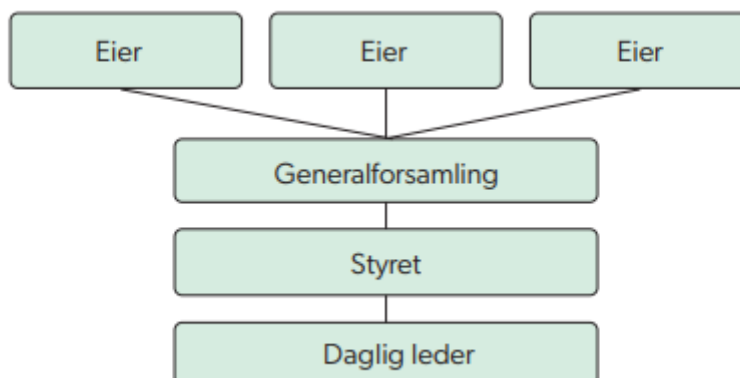 Eier
Eier
Eier
Generalforsamling
Styret
Daglig leder